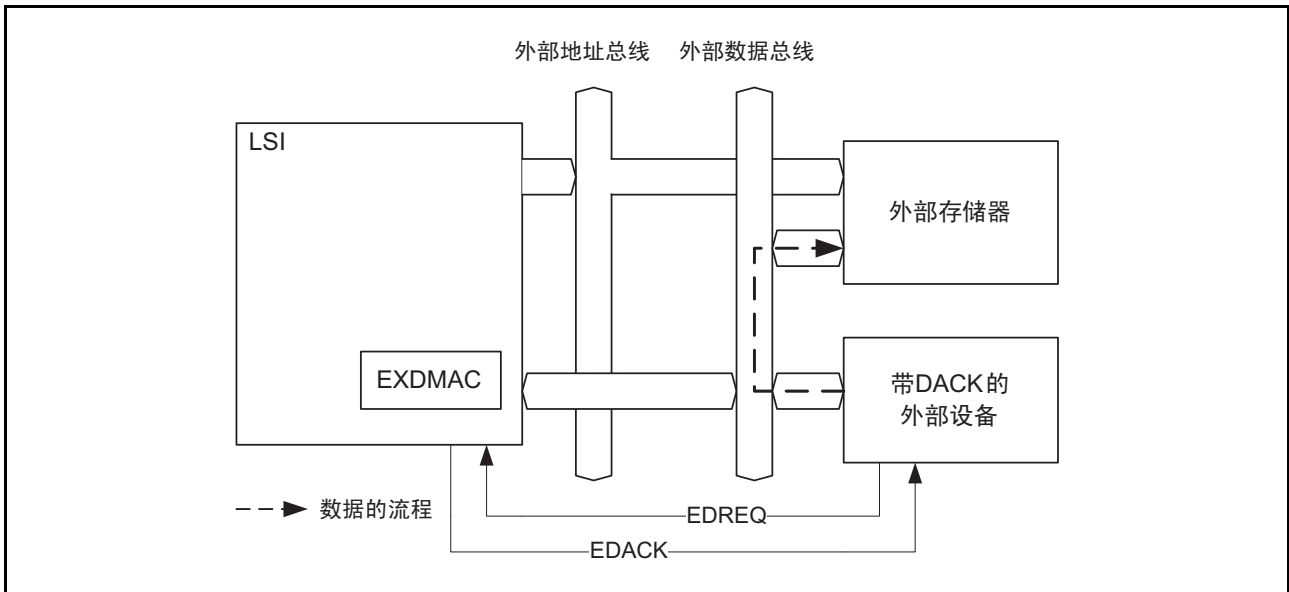 外部地址总线 外部数据总线
LSI
外部存储器
EXDMAC
带DACK的
外部设备
数据的流程
EDREQ
EDACK